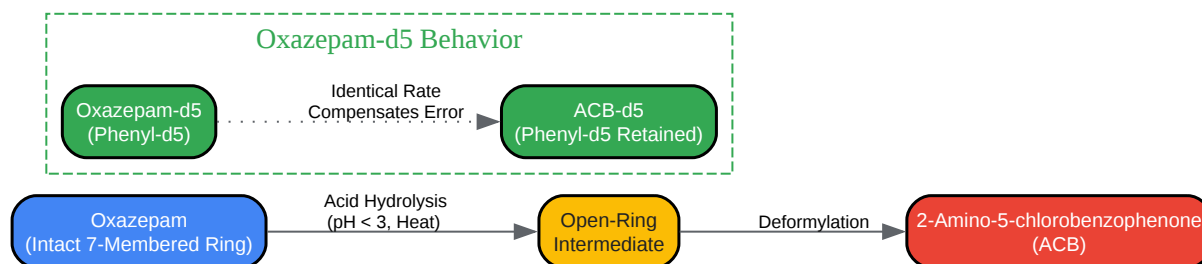 Oxazepam-d5 Behavior
Oxazepam-d5
(Phenyl-d5)
Identical Rate
Compensates Error
ACB-d5
(Phenyl-d5 Retained)
Oxazepam
(Intact 7-Membered Ring)
Acid Hydrolysis
(pH < 3, Heat)
Open-Ring
Intermediate
Deformylation
2-Amino-5-chlorobenzophenone
(ACB)